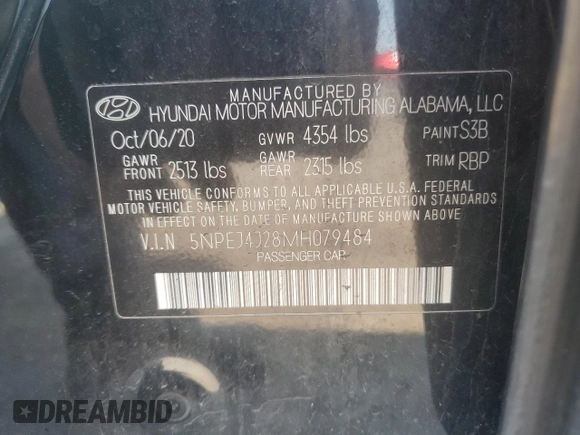 MANUFACTURED BY
HYUNDAI MOTOR MANUFACTURING ALABAMA, LLC
Oct/06/20 GVWR 4354 lbs PAINT S3B
GAWR FRONT 2513 lbs GAWR REAR 2315 lbs TRIM RBP
THIS VEHICLE CONFORMS TO ALL APPLICABLE U.S.A. FEDERAL
MOTOR VEHICLE SAFETY, BUMPER, AND THEFT PREVENTION
STANDARDS IN EFFECT ON THE DATE OF MANUFACTURE SHOWN ABOVE.
V.I.N 5NPEJ4J28MH079484
PASSENGER CAR
DREAMBID